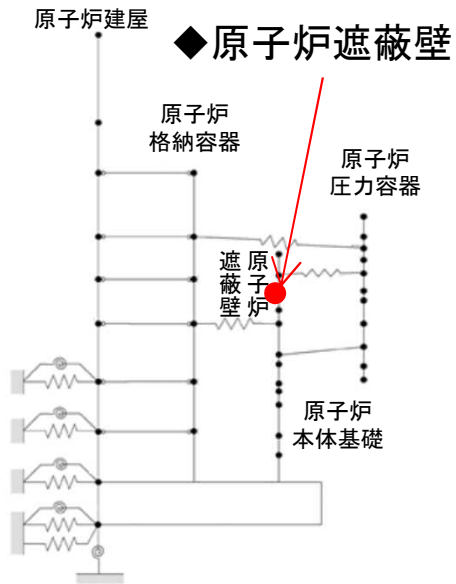 原子炉建屋
◆原子炉遮蔽壁
原子炉
格納容器
原子炉
圧力容器
原子炉
遮蔽壁
原子炉
本体基礎